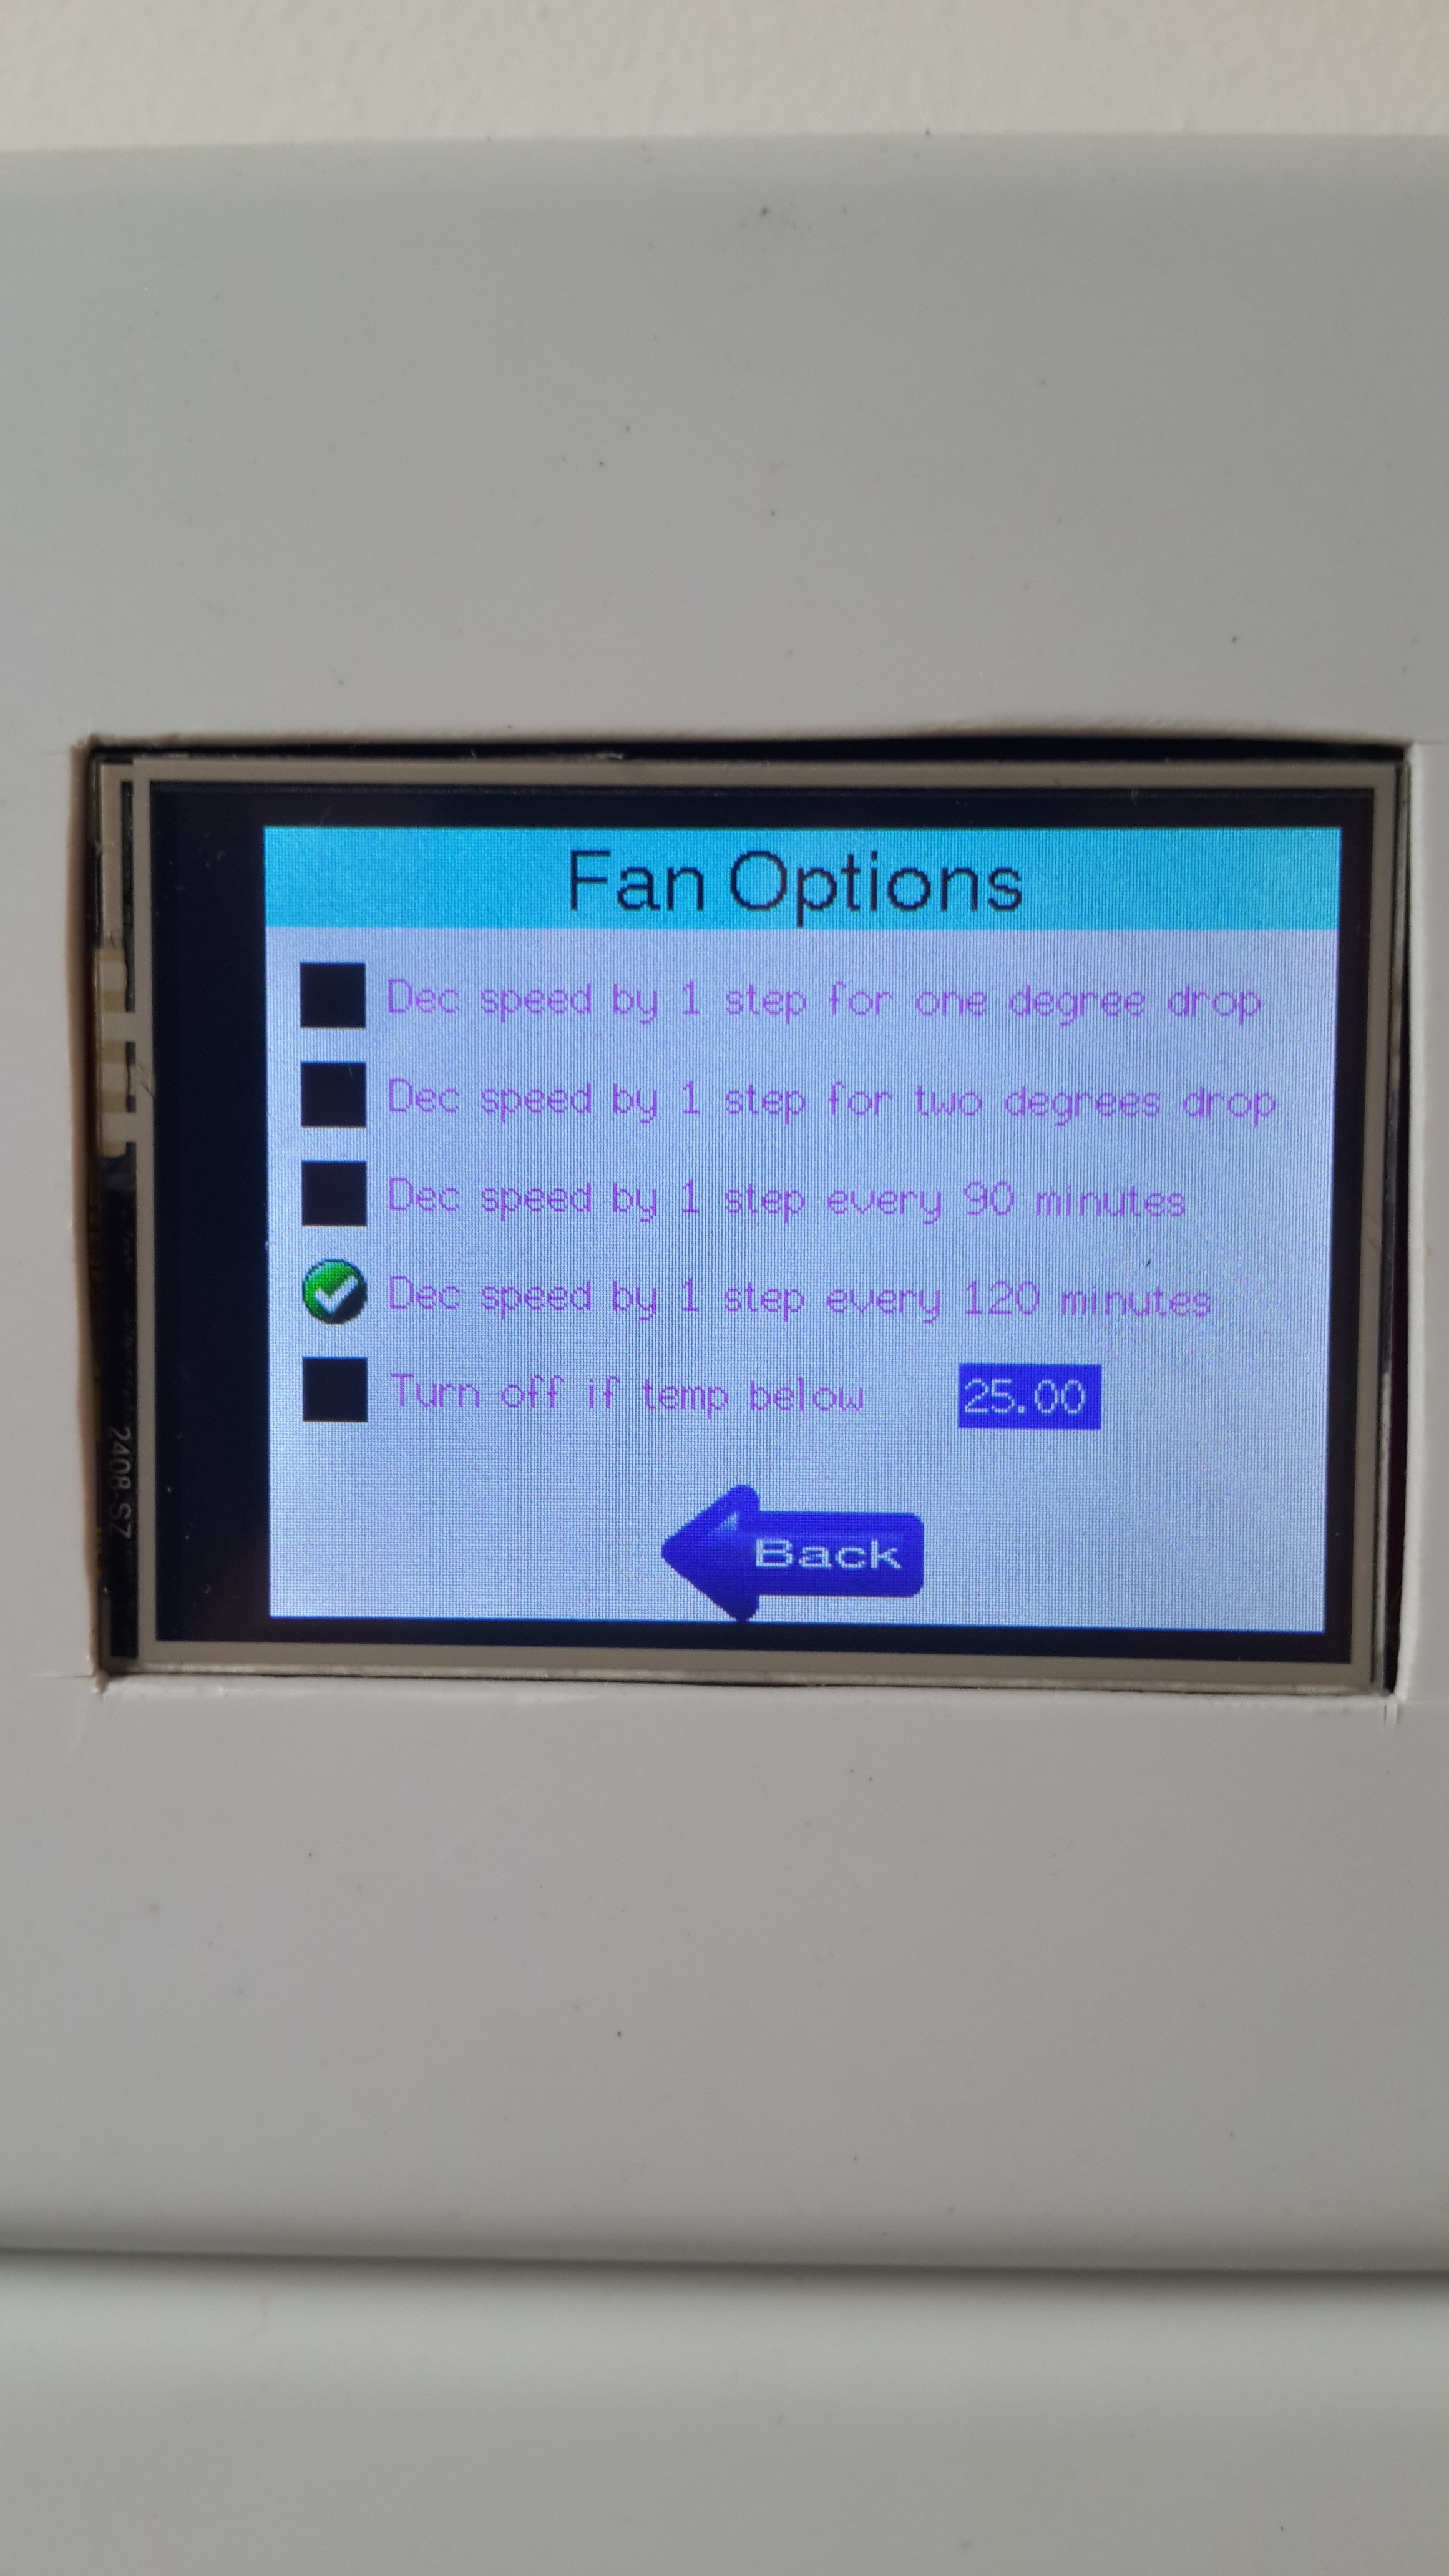 Fan Options
Dec speed by 1 step for one degree drop
Dec speed by 1 step for two degrees drop
Dec speed by 1 step every 90 minutes
Dec speed by 1 step every 120 minutes
Turn off if temp below 25.00
Back
2408-S7